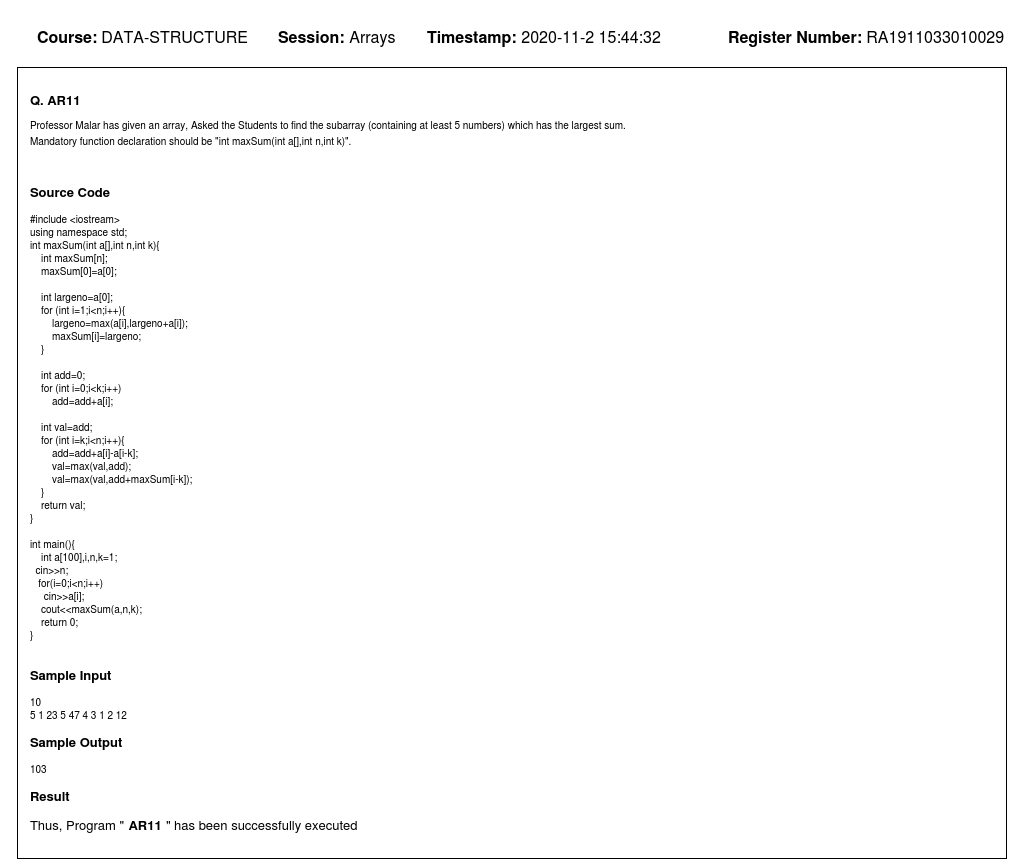 Course: DATA-STRUCTURE Session: Arrays Timestamp: 2020-11-2 15:44:32 Register Number: RA1911033010029
Q. AR11
Professor Malar has given an array, Asked the Students to find the subarray (containing at least 5 numbers) which has the largest sum.
Mandatory function declaration should be "int maxSum(int a[],int n,int k)".
Source Code
#include <iostream>
using namespace std;
int maxSum(int a[],int n,int k){
    int maxSum[n];
    maxSum[0]=a[0];
    int largeno=a[0];
    for (int i=1;i<n;i++){
        largeno=max(a[i],largeno+a[i]);
        maxSum[i]=largeno;
    }
    int add=0;
    for (int i=0;i<k;i++)
        add=add+a[i];
    int val=add;
    for (int i=k;i<n;i++){
        add=add+a[i]-a[i-k];
        val=max(val,add);
        val=max(val,add+maxSum[i-k]);
    }
    return val;
}
int main(){
    int a[100],i,n,k=1;
  cin>>n;
   for(i=0;i<n;i++)
     cin>>a[i];
    cout<<maxSum(a,n,k);
    return 0;
}
Sample Input
10
5 1 23 5 47 4 3 1 2 12
Sample Output
103
Result
Thus, Program " AR11 " has been successfully executed